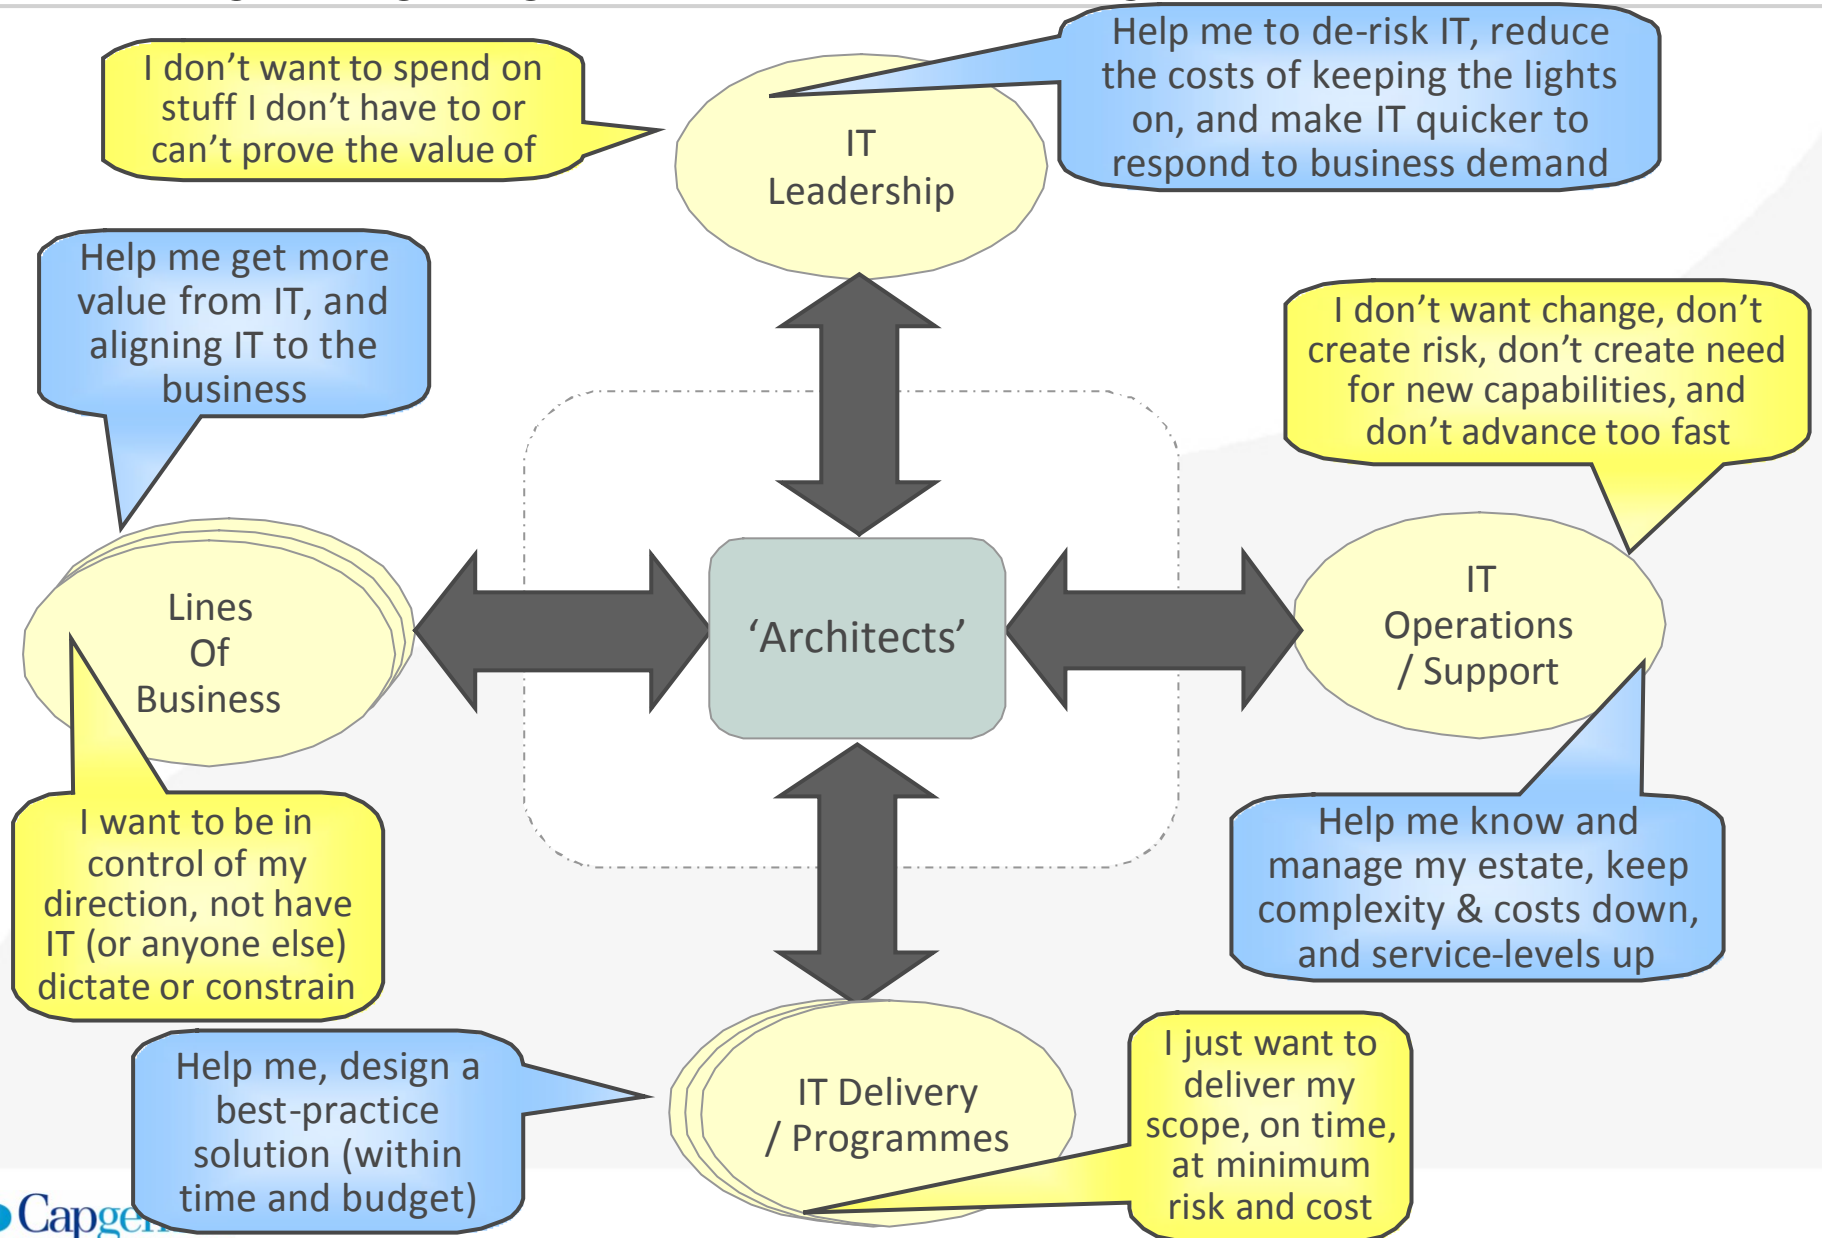 I don’t want to spend on
stuff I don’t have to or
can’t prove the value of
Help me to de-risk IT, reduce
the costs of keeping the lights
on, and make IT quicker to
respond to business demand
IT
Leadership
Help me get more
value from IT, and
aligning IT to the
business
I don’t want change, don’t
create risk, don’t create need
for new capabilities, and
don’t advance too fast
Lines
Of
Business
‘Architects’
IT
Operations
/ Support
I want to be in
control of my
direction, not have
IT (or anyone else)
dictate or constrain
Help me know and
manage my estate, keep
complexity & costs down,
and service-levels up
Help me, design a
best-practice
solution (within
time and budget)
IT Delivery
/ Programmes
I just want to
deliver my
scope, on time,
at minimum
risk and cost